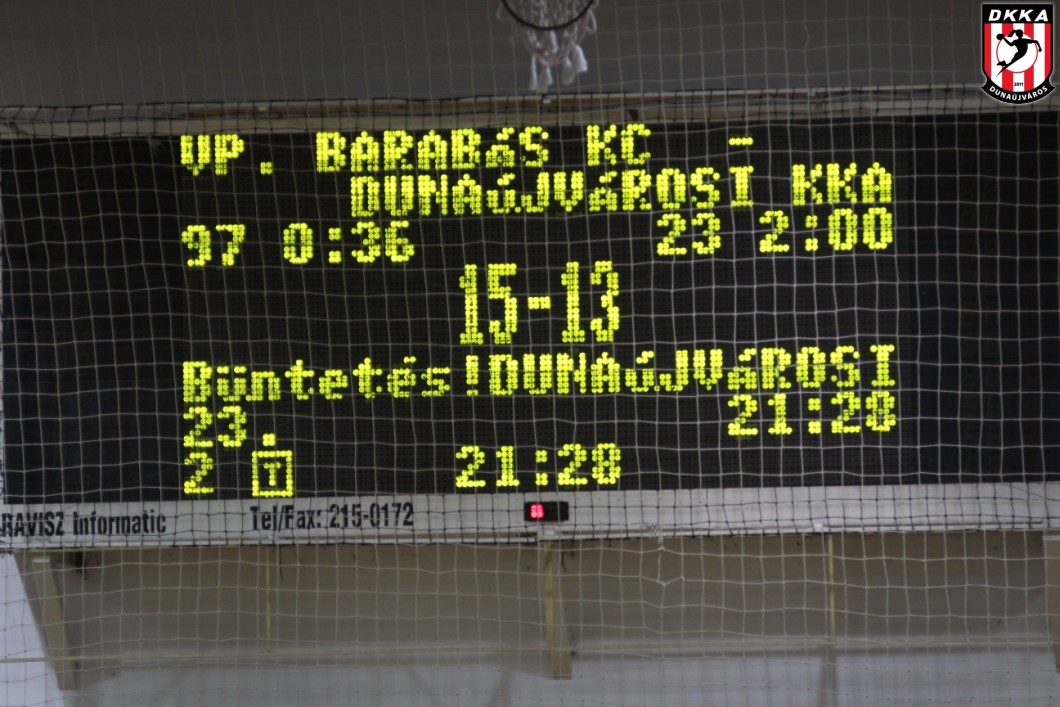 DKKA
2011
DUNAÚJVÁROS
VP. BARABáS KC -
DUNAúJVáROSI KKA
97 0:36 23 2:00
15-13
Büntetés!DUNAúJVáROSI
23. 21:28
2 T 21:28
RAVISZ informatic Tel/Fax: 215-0172